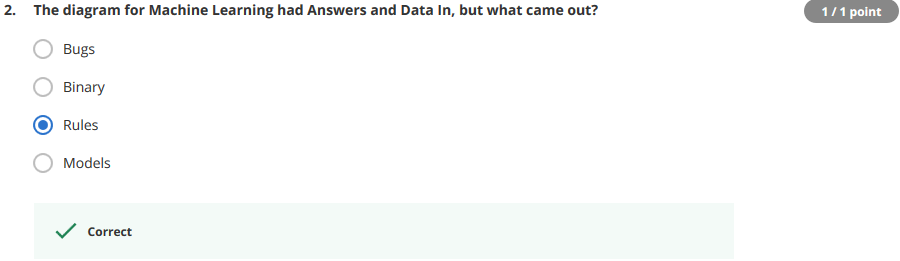 2. The diagram for Machine Learning had Answers and Data In, but what came out?
1 / 1 point
Bugs
Binary
Rules
Models
Correct